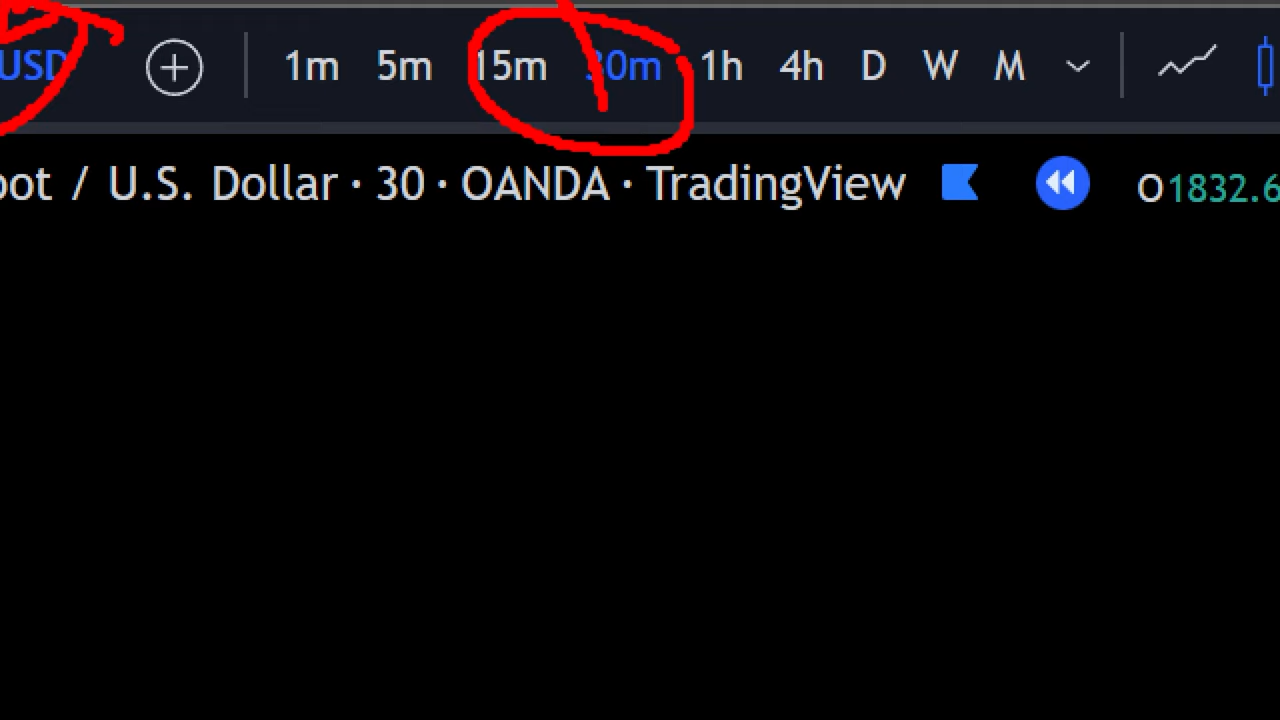 USD 1m 5m 15m 30m 1h 4h D W M
oot / U.S. Dollar · 30 · OANDA · TradingView O1832.6